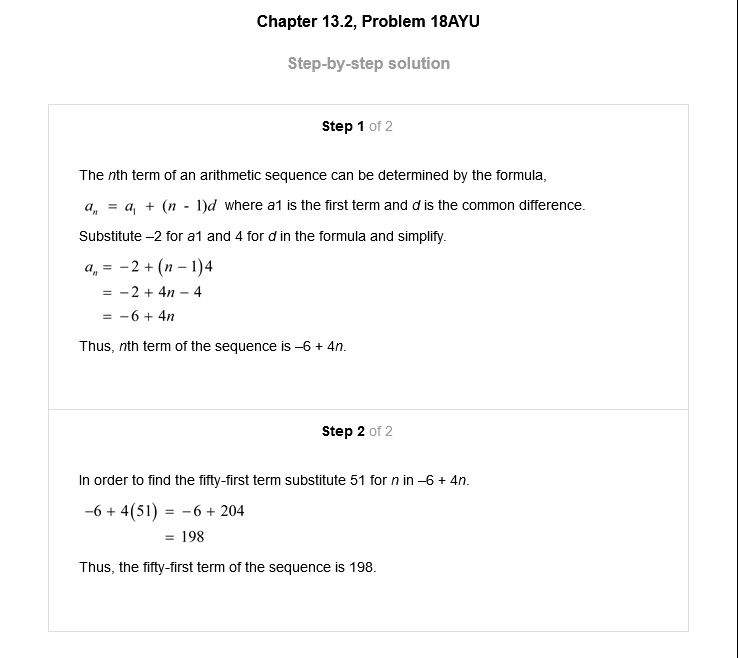 Chapter 13.2, Problem 18AYU
Step-by-step solution
Step 1 of 2
The nth term of an arithmetic sequence can be determined by the formula,
aₙ = a₁ + (n - 1)d where a1 is the first term and d is the common difference.
Substitute –2 for a1 and 4 for d in the formula and simplify.
aₙ = −2 + (n − 1)4
= −2 + 4n − 4
= −6 + 4n
Thus, nth term of the sequence is –6 + 4n.
Step 2 of 2
In order to find the fifty-first term substitute 51 for n in –6 + 4n.
−6 + 4(51) = −6 + 204
= 198
Thus, the fifty-first term of the sequence is 198.